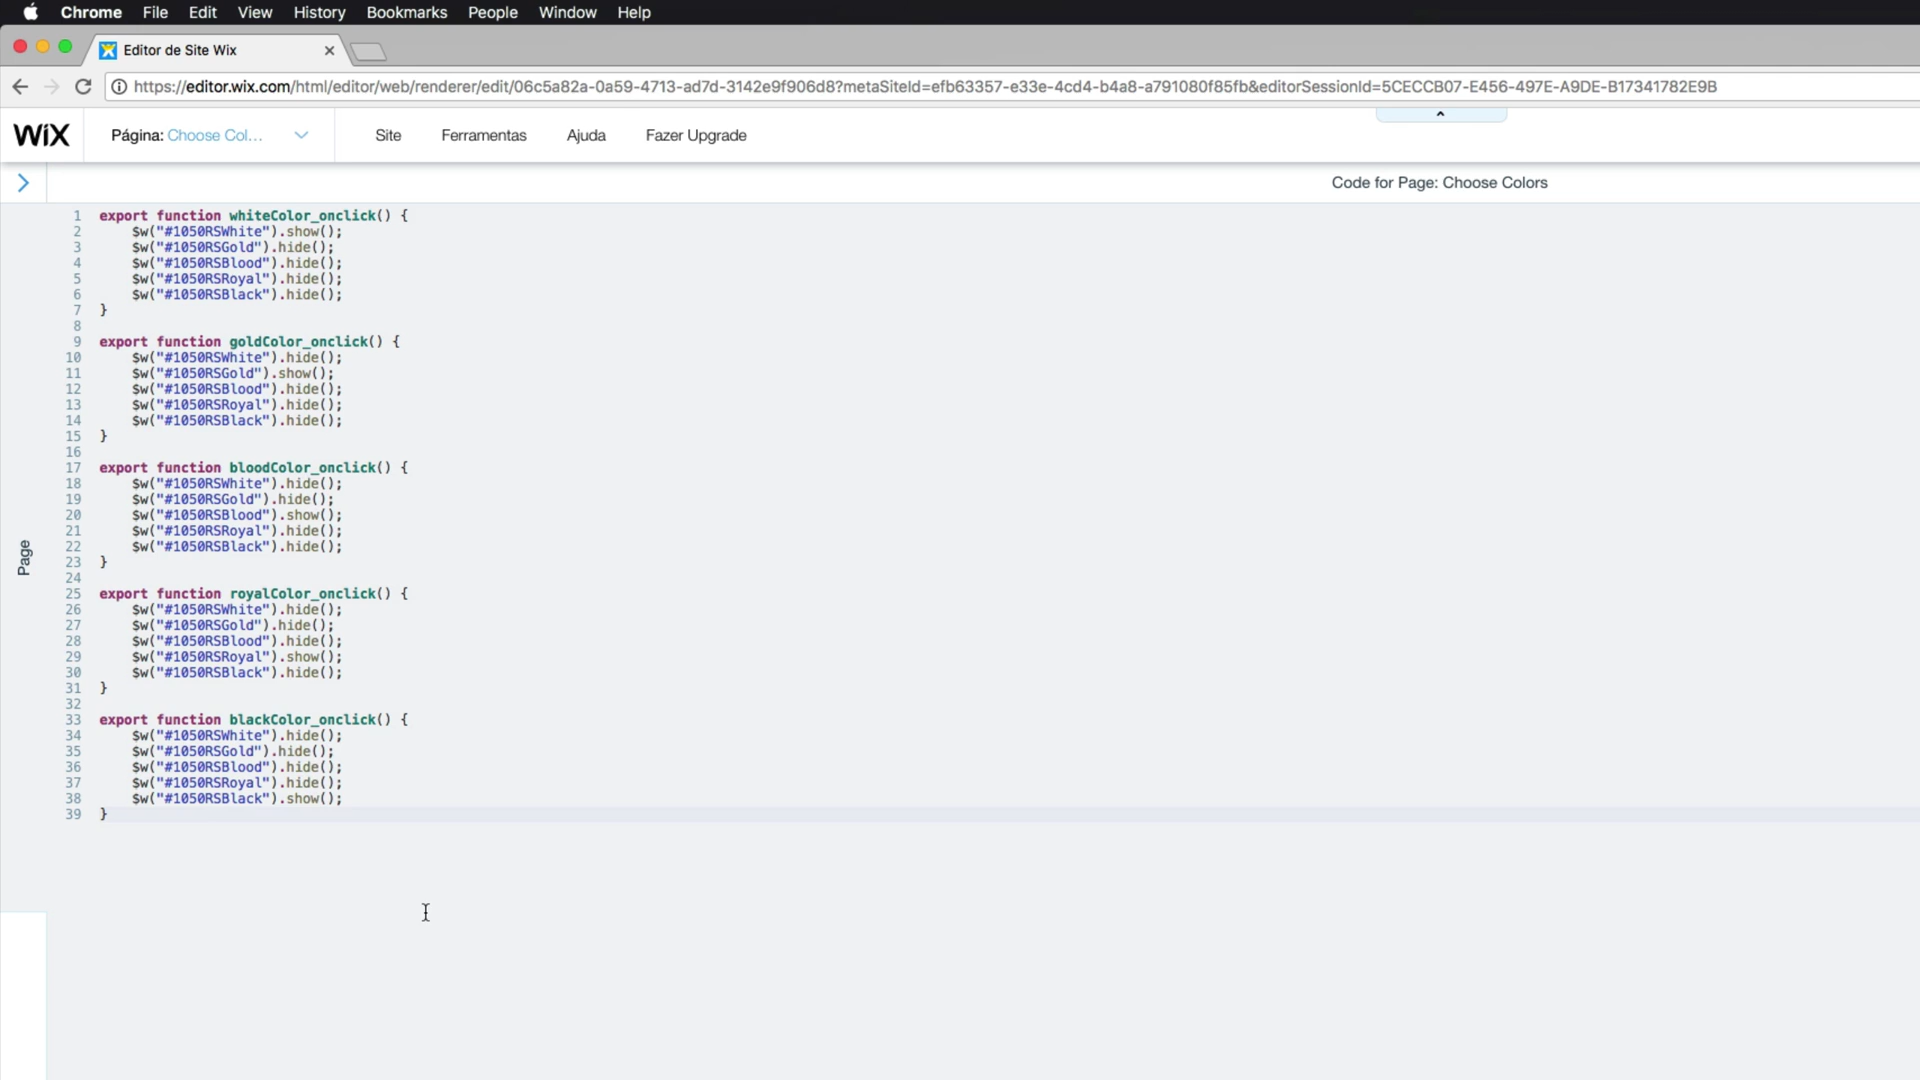 Chrome File Edit View History Bookmarks People Window Help
Editor de Site Wix
https://editor.wix.com/html/editor/web/renderer/edit/06c5a82a-0a59-4713-ad7d-3142e9f906d8?metaSiteId=efb63357-e33e-4cd4-b4a8-a791080f85fb&editorSessionId=5CECCB07-E456-497E-A9DE-B17341782E9B
WiX Página: Choose Col... Site Ferramentas Ajuda Fazer Upgrade
Code for Page: Choose Colors
Page
1 export function whiteColor_onclick() {
2 $w("#1050RSWhite").show();
3 $w("#1050RSGold").hide();
4 $w("#1050RSBlood").hide();
5 $w("#1050RSRoyal").hide();
6 $w("#1050RSBlack").hide();
7 }
8
9 export function goldColor_onclick() {
10 $w("#1050RSWhite").hide();
11 $w("#1050RSGold").show();
12 $w("#1050RSBlood").hide();
13 $w("#1050RSRoyal").hide();
14 $w("#1050RSBlack").hide();
15 }
16
17 export function bloodColor_onclick() {
18 $w("#1050RSWhite").hide();
19 $w("#1050RSGold").hide();
20 $w("#1050RSBlood").show();
21 $w("#1050RSRoyal").hide();
22 $w("#1050RSBlack").hide();
23 }
24
25 export function royalColor_onclick() {
26 $w("#1050RSWhite").hide();
27 $w("#1050RSGold").hide();
28 $w("#1050RSBlood").hide();
29 $w("#1050RSRoyal").show();
30 $w("#1050RSBlack").hide();
31 }
32
33 export function blackColor_onclick() {
34 $w("#1050RSWhite").hide();
35 $w("#1050RSGold").hide();
36 $w("#1050RSBlood").hide();
37 $w("#1050RSRoyal").hide();
38 $w("#1050RSBlack").show();
39 }